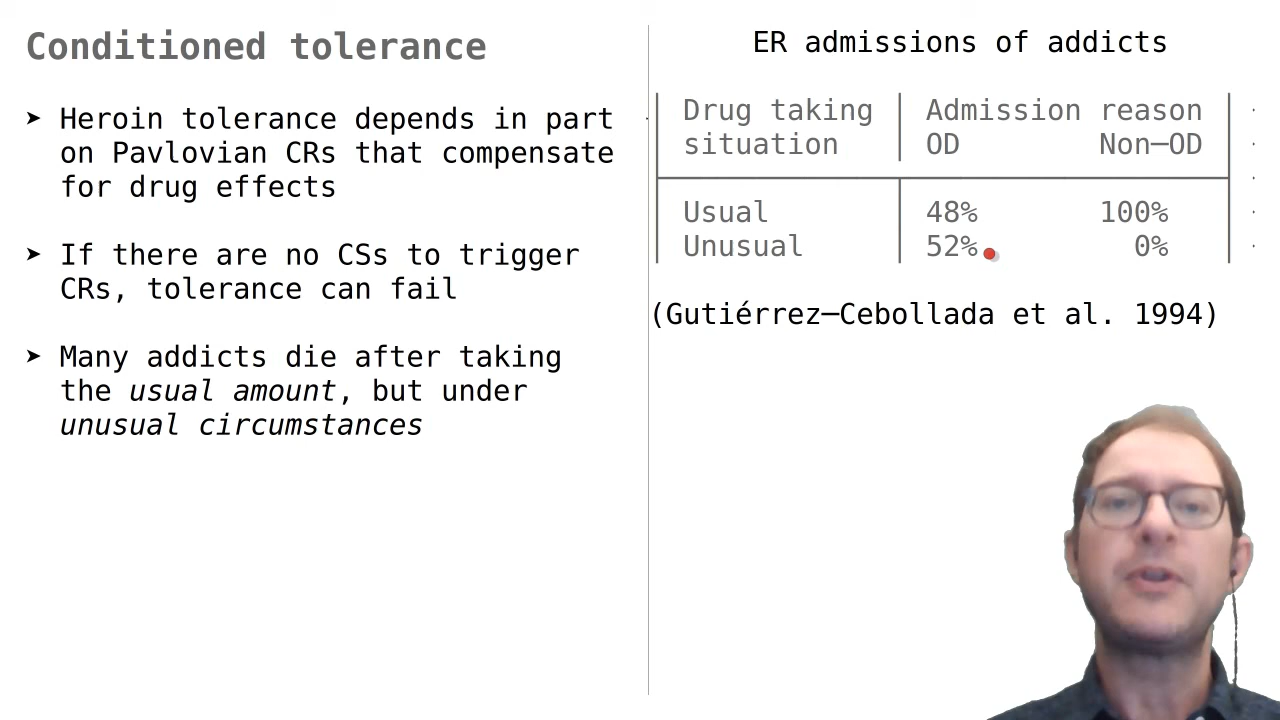 Conditioned tolerance
➤ Heroin tolerance depends in part
on Pavlovian CRs that compensate
for drug effects
➤ If there are no CSs to trigger
CRs, tolerance can fail
➤ Many addicts die after taking
the usual amount, but under
unusual circumstances
ER admissions of addicts
Drug taking Admission reason
situation OD Non–OD
Usual 48% 100%
Unusual 52% 0%
(Gutiérrez–Cebollada et al. 1994)